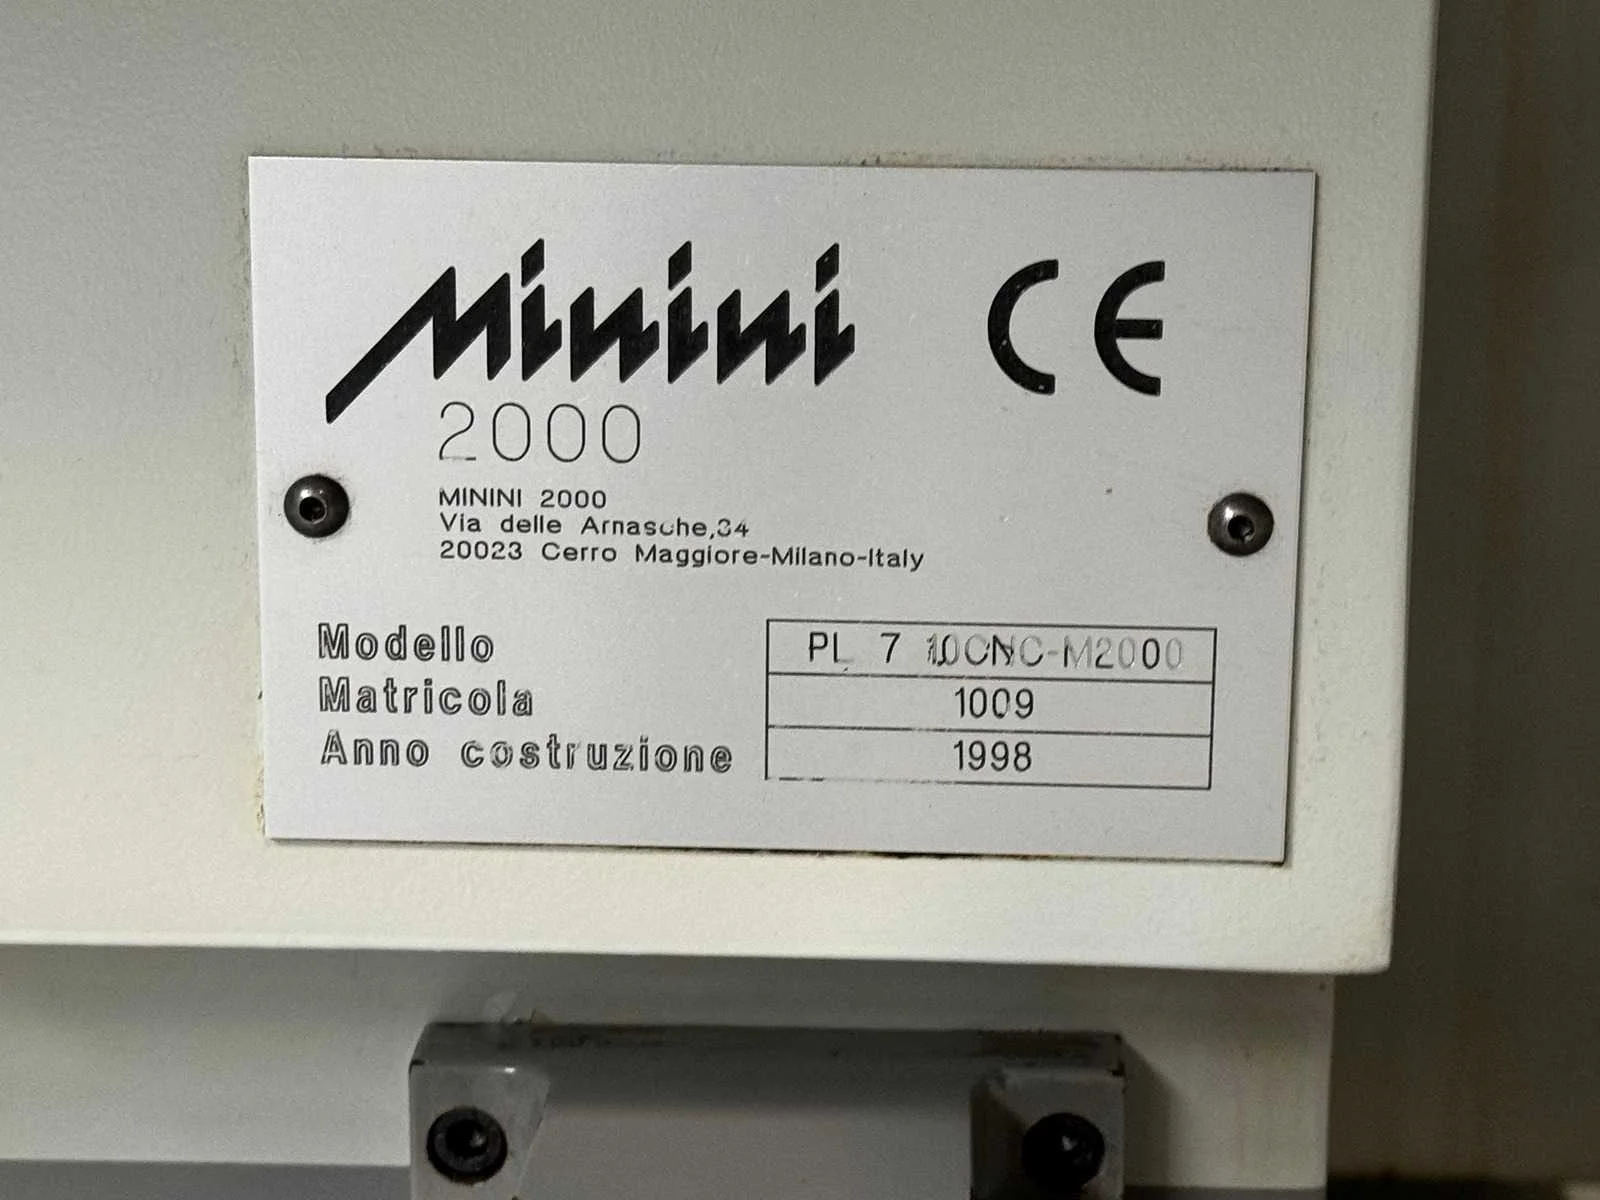 Minini CE
2000
MININI 2000
Via delle Arnasche,34
20023 Cerro Maggiore-Milano-Italy
Modello PL 7 10CNC-M2000
Matricola 1009
Anno costruzione 1998